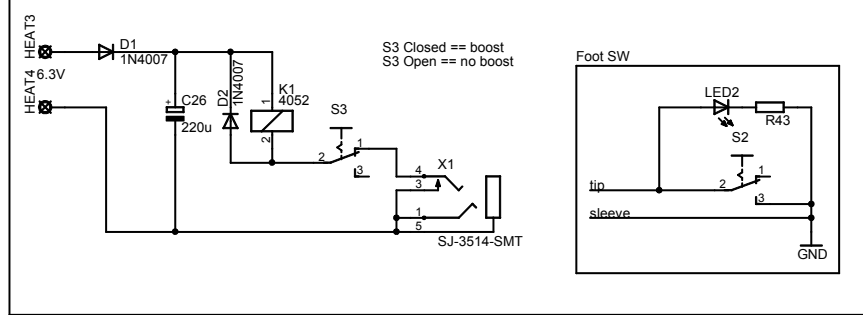 HEAT3
HEAT4
6.3V
D1
1N4007
+
C26
220u
D2
1N4007
K1
4052
1
2
S3 Closed == boost
S3 Open == no boost
S3
2
1
3
X1
4
3
1
5
SJ-3514-SMT
Foot SW
LED2
R43
S2
tip
2
1
3
sleeve
GND